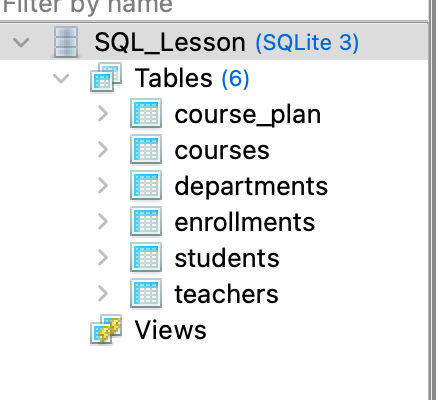 Filter by name
SQL_Lesson (SQLite 3)
Tables (6)
course_plan
courses
departments
enrollments
students
teachers
Views